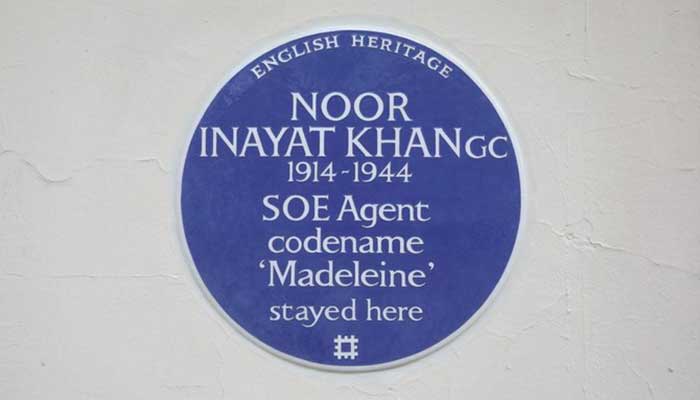 ENGLISH HERITAGE
NOOR
INAYAT KHAN GC
1914-1944
SOE Agent
codename
‘Madeleine’
stayed here